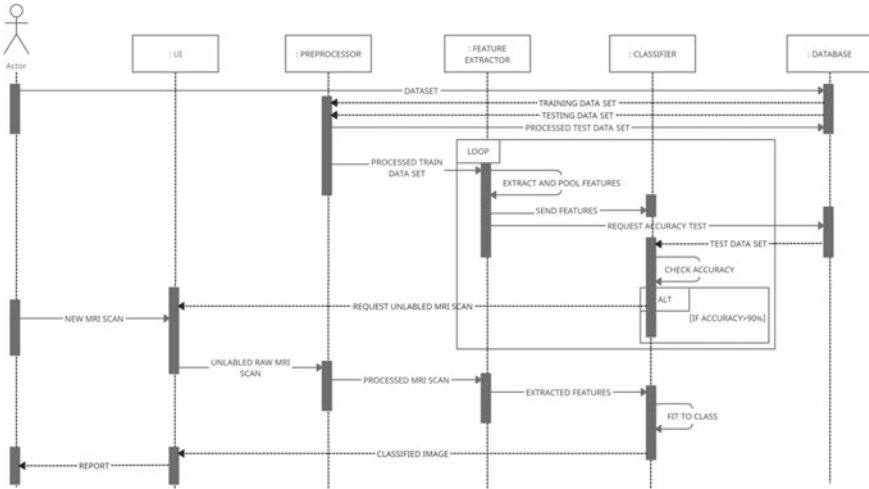 Actor
: UI
: PREPROCESSOR
: FEATURE
EXTRACTOR
: CLASSIFIER
: DATABASE
DATASET
TRAINING DATA SET
TESTING DATA SET
PROCESSED TEST DATA SET
LOOP
PROCESSED TRAIN
DATA SET
EXTRACT AND POOL FEATURES
SEND FEATURES
REQUEST ACCURACY TEST
TEST DATA SET
CHECK ACCURACY
REQUEST UNLABLED MRI SCAN
ALT
[IF ACCURACY>90%]
NEW MRI SCAN
UNLABLED RAW MRI
SCAN
PROCESSED MRI SCAN
EXTRACTED FEATURES
FIT TO CLASS
CLASSIFIED IMAGE
REPORT